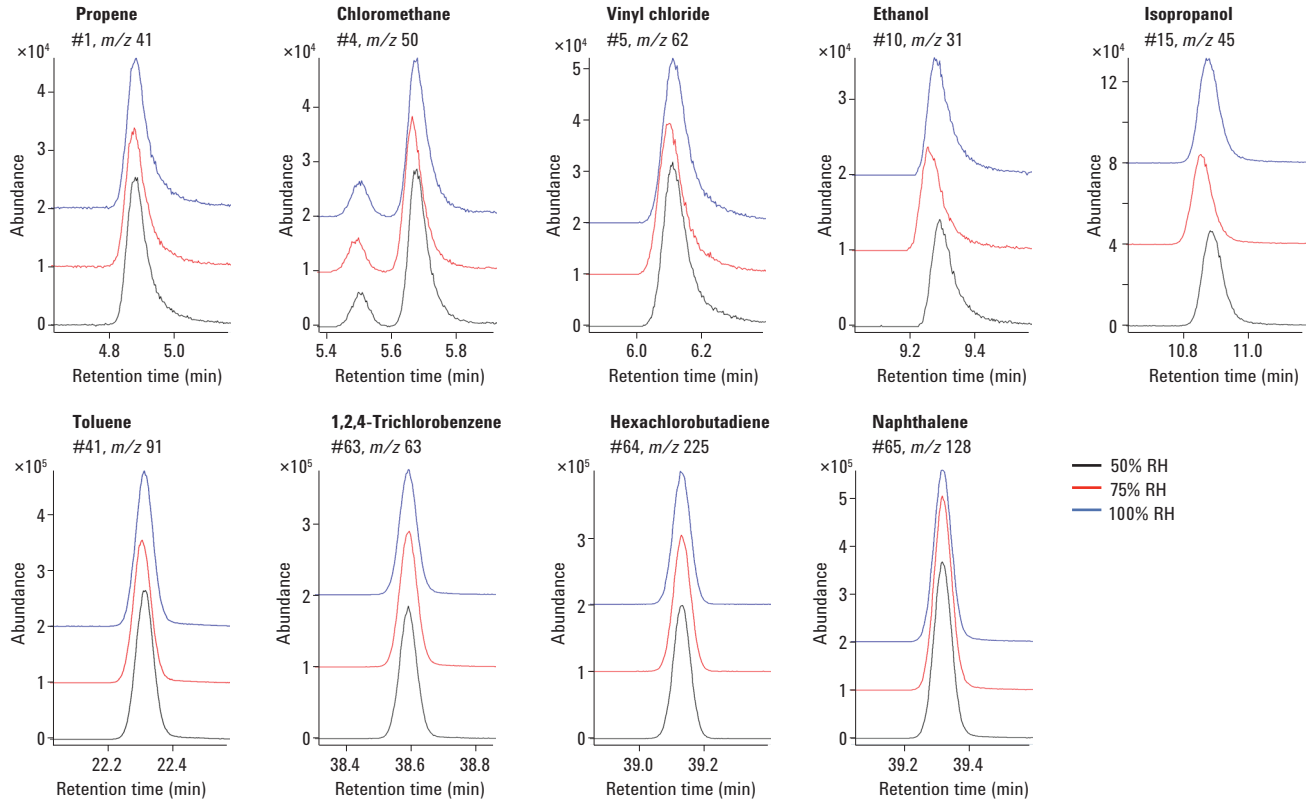 Propene
#1, m/z 41
×10⁴
4
3
2
1
0
Abundance
4.8 5.0
Retention time (min)
Chloromethane
#4, m/z 50
×10⁴
4
3
2
1
0
Abundance
5.4 5.6 5.8
Retention time (min)
Vinyl chloride
#5, m/z 62
×10⁴
5
4
3
2
1
0
Abundance
6.0 6.2
Retention time (min)
Ethanol
#10, m/z 31
×10⁴
3
2
1
0
Abundance
9.2 9.4
Retention time (min)
Isopropanol
#15, m/z 45
×10⁴
12
8
4
0
Abundance
10.8 11.0
Retention time (min)
Toluene
#41, m/z 91
×10⁵
4
3
2
1
0
Abundance
22.2 22.4
Retention time (min)
1,2,4-Trichlorobenzene
#63, m/z 63
×10⁵
3
2
1
0
Abundance
38.4 38.6 38.8
Retention time (min)
Hexachlorobutadiene
#64, m/z 225
×10⁵
3
2
1
0
Abundance
39.0 39.2
Retention time (min)
Naphthalene
#65, m/z 128
×10⁵
5
4
3
2
1
0
Abundance
39.2 39.4
Retention time (min)
50% RH
75% RH
100% RH